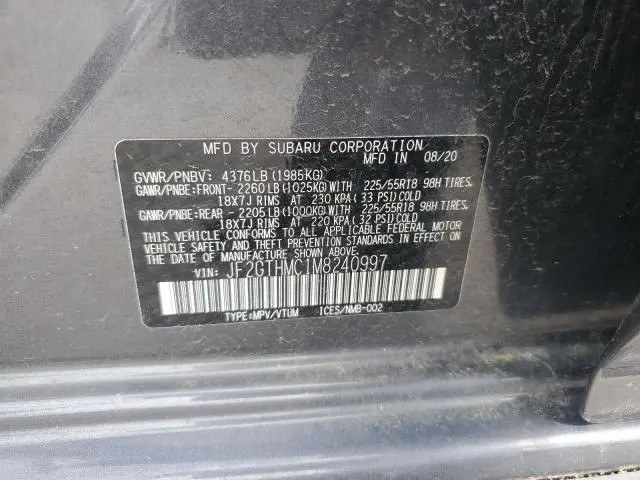 MFD BY SUBARU CORPORATION
MFD IN 08/20
GVWR/PNBV: 4376LB(1985KG)
GAWR/PNBE:FRONT- 2260LB(1025KG)WITH 225/55R18 98H TIRES.
18X7J RIMS AT 230 KPA(33 PSI)COLD
GAWR/PNBE:REAR - 2205LB(1000KG)WITH 225/55R18 98H TIRES.
18X7J RIMS AT 220 KPA(32 PSI)COLD
THIS VEHICLE CONFORMS TO ALL APPLICABLE FEDERAL MOTOR
VEHICLE SAFETY AND THEFT PREVENTION STANDARDS IN EFFECT ON
THE DATE OF MANUFACTURE SHOWN ABOVE.
VIN: JF2GTHMC1M8240997
TYPE:MPV/VTUM ICES/NMB-002